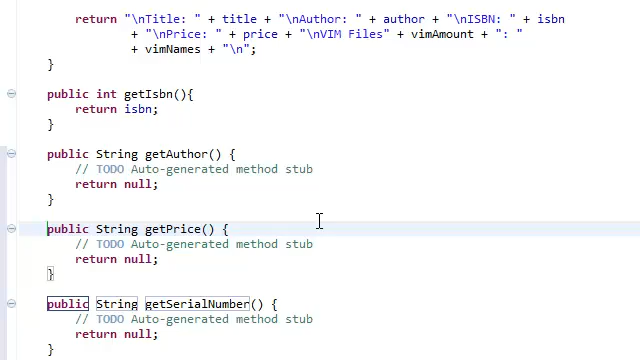 return "\nTitle: " + title + "\nAuthor: " + author + "\nISBN: " + isbn
+ "\nPrice: " + price + "\nVIM Files" + vimAmount + ": "
+ vimNames + "\n";
}
public int getIsbn(){
return isbn;
}
public String getAuthor() {
// TODO Auto-generated method stub
return null;
}
public String getPrice() {
// TODO Auto-generated method stub
return null;
}
public String getSerialNumber() {
// TODO Auto-generated method stub
return null;
}